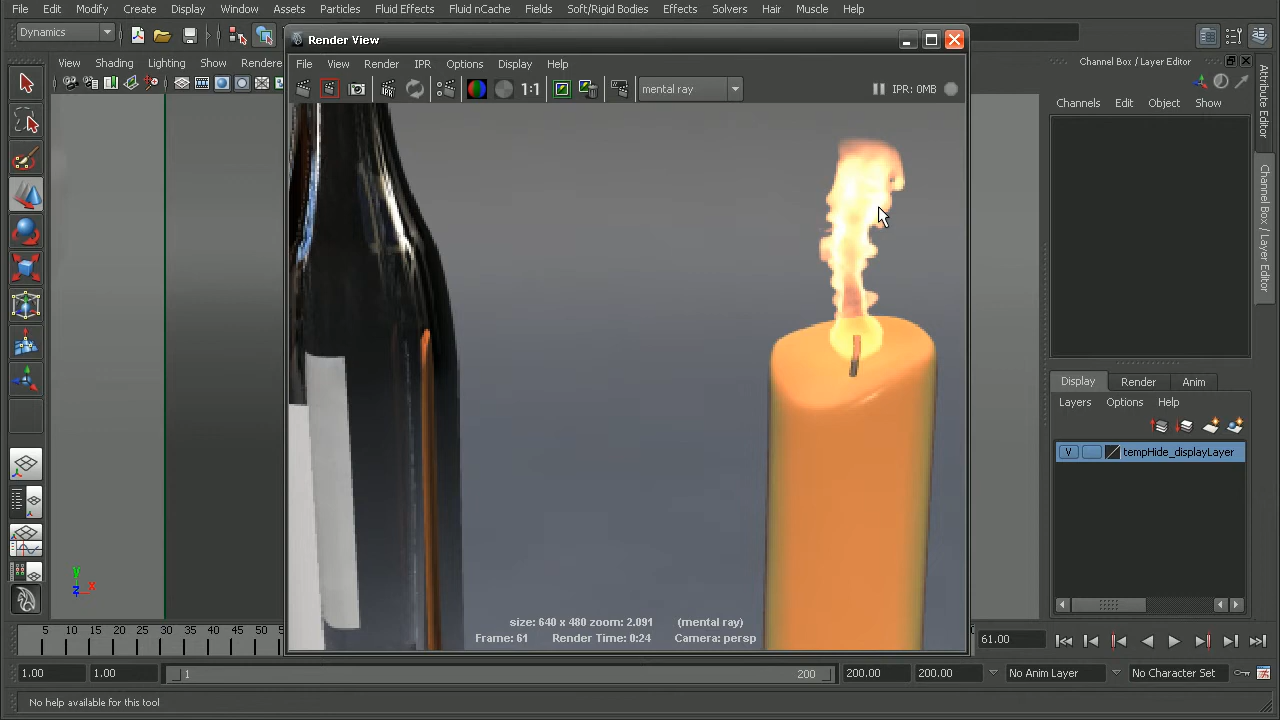 File Edit Modify Create Display Window Assets Particles Fluid Effects Fluid nCache Fields Soft/Rigid Bodies Effects Solvers Hair Muscle Help
Dynamics
View Shading Lighting Show Rendere
Render View
File View Render IPR Options Display Help
1:1 mental ray IPR: 0MB
size: 640 x 480 zoom: 2.091 (mental ray)
Frame: 61 Render Time: 0:24 Camera: persp
Channel Box / Layer Editor
Channels Edit Object Show
Attribute Editor
Channel Box / Layer Editor
Display Render Anim
Layers Options Help
V tempHide_displayLayer
y
z x
5 10 15 20 25 30 35 40 45 50 61.00
1.00 1.00 1 200 200.00 200.00 No Anim Layer No Character Set
No help available for this tool